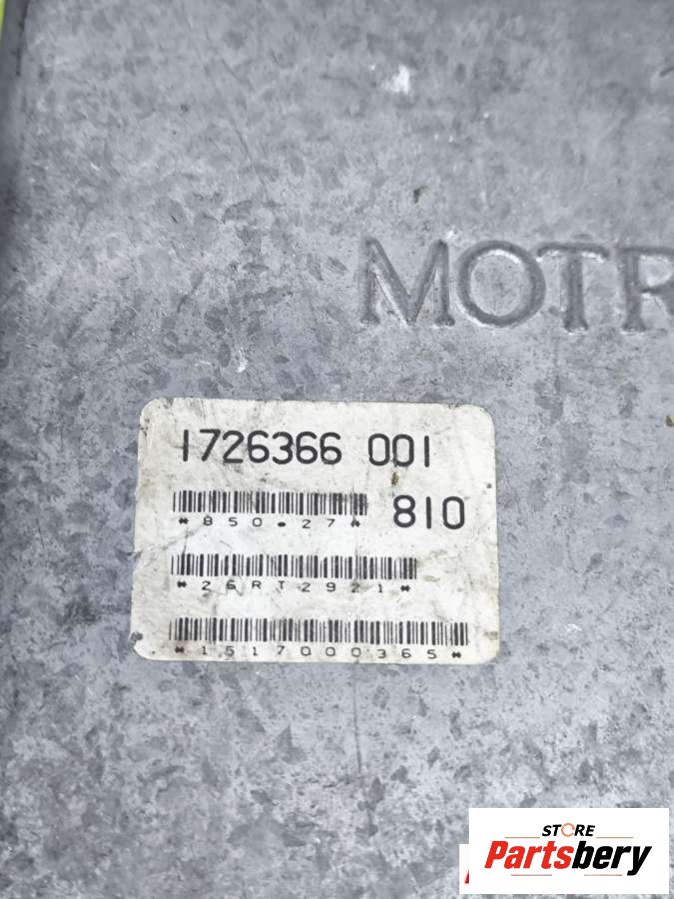 MOTR
1726366 001
*850.27*
810
*26RT2921*
*1517000365*
STORE
Partsbery